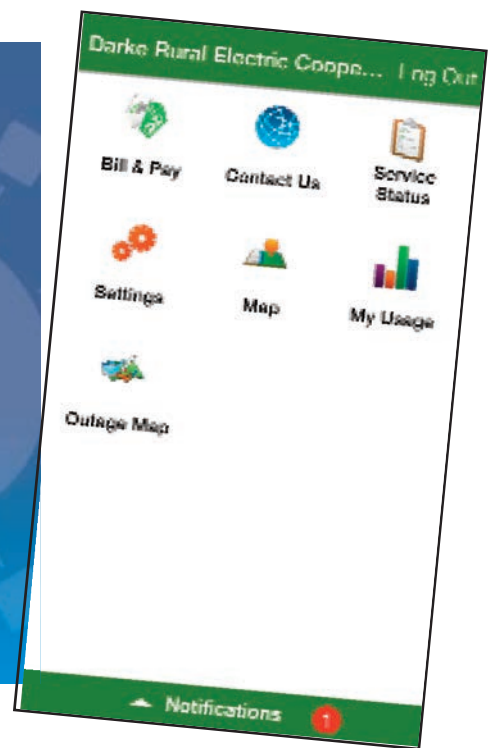 Darke Rural Electric Coope... Log Out
Bill & Pay
Contact Us
Service
Status
Settings
Map
My Usage
Outage Map
Notifications 1